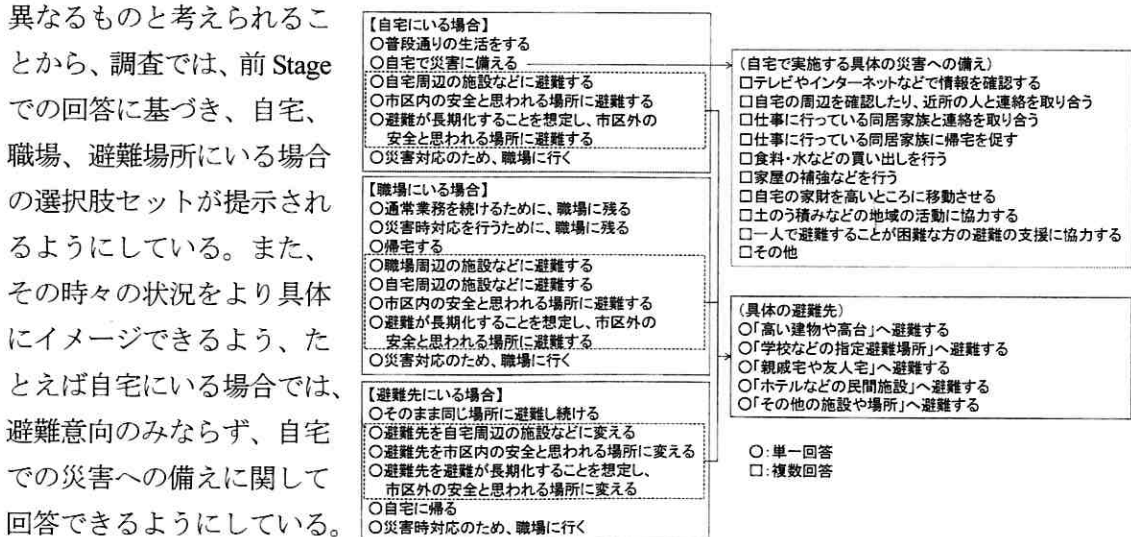 異なるものと考えられるこ
とから、調査では、前 Stage
での回答に基づき、自宅、
職場、避難場所にいる場合
の選択肢セットが提示され
るようにしている。また、
その時々の状況をより具体
にイメージできるよう、た
とえば自宅にいる場合では、
避難意向のみならず、自宅
での災害への備えに関して
回答できるようにしている。
【自宅にいる場合】
○普段通りの生活をする
○自宅で災害に備える
○自宅周辺の施設などに避難する
○市区内の安全と思われる場所に避難する
○避難が長期化することを想定し、市区外の
安全と思われる場所に避難する
○災害対応のため、職場に行く
【職場にいる場合】
○通常業務を続けるために、職場に残る
○災害時対応を行うために、職場に残る
○帰宅する
○職場周辺の施設などに避難する
○自宅周辺の施設などに避難する
○市区内の安全と思われる場所に避難する
○避難が長期化することを想定し、市区外の
安全と思われる場所に避難する
○災害対応のため、職場に行く
【避難先にいる場合】
○そのまま同じ場所に避難し続ける
○避難先を自宅周辺の施設などに変える
○避難先を市区内の安全と思われる場所に変える
○避難先を避難が長期化することを想定し、
市区外の安全と思われる場所に変える
○自宅に帰る
○災害時対応のため、職場に行く
(自宅で実施する具体の災害への備え)
□テレビやインターネットなどで情報を確認する
□自宅の周辺を確認したり、近所の人と連絡を取り合う
□仕事に行っている同居家族と連絡を取り合う
□仕事に行っている同居家族に帰宅を促す
□食料・水などの買い出しを行う
□家屋の補強などを行う
□自宅の家財を高いところに移動させる
□土のう積みなどの地域の活動に協力する
□一人で避難することが困難な方の避難の支援に協力する
□その他
(具体の避難先)
○「高い建物や高台」へ避難する
○「学校などの指定避難場所」へ避難する
○「親戚宅や友人宅」へ避難する
○「ホテルなどの民間施設」へ避難する
○「その他の施設や場所」へ避難する
○:単一回答
□:複数回答